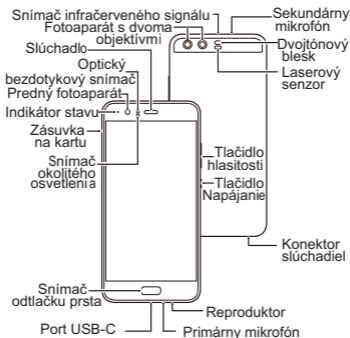 Snímač infračerveného signálu
Fotoaparát s dvoma
objektívmi
Slúchadlo
Optický
bezdotykový snímač
Predný fotoaparát
Indikátor stavu
Zásuvka
na kartu
Snímač
okolitého
osvetlenia
Snímač
odtlačku prsta
Port USB-C
Primárny mikrofón
Reproduktor
Sekundárny
mikrofón
Dvojtónový
blesk
Laserový
senzor
Tlačidlo
hlasitosti
Tlačidlo
Napájanie
Konektor
slúchadiel